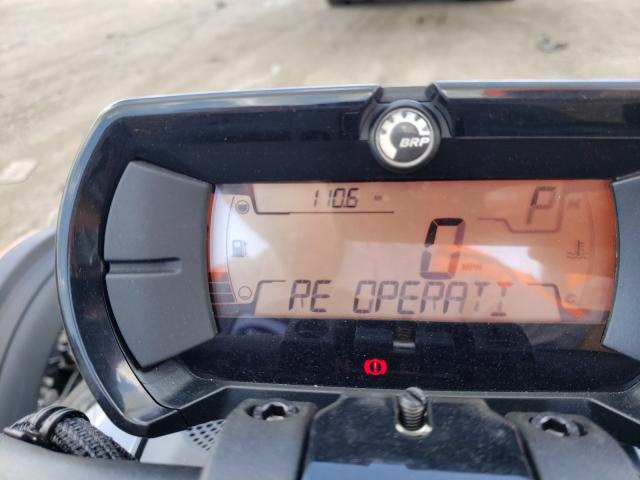 BRP
110.6
P
0
MPH
RE OPERATI